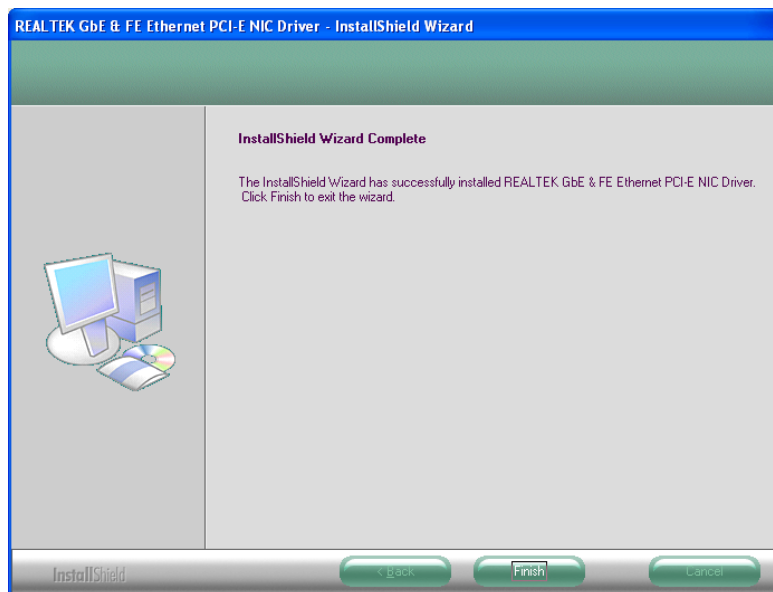 REALTEK GbE & FE Ethernet PCI-E NIC Driver - InstallShield Wizard
InstallShield Wizard Complete
The InstallShield Wizard has successfully installed REALTEK GbE & FE Ethernet PCI-E NIC Driver.
Click Finish to exit the wizard.
InstallShield
< Back
Finish
Cancel